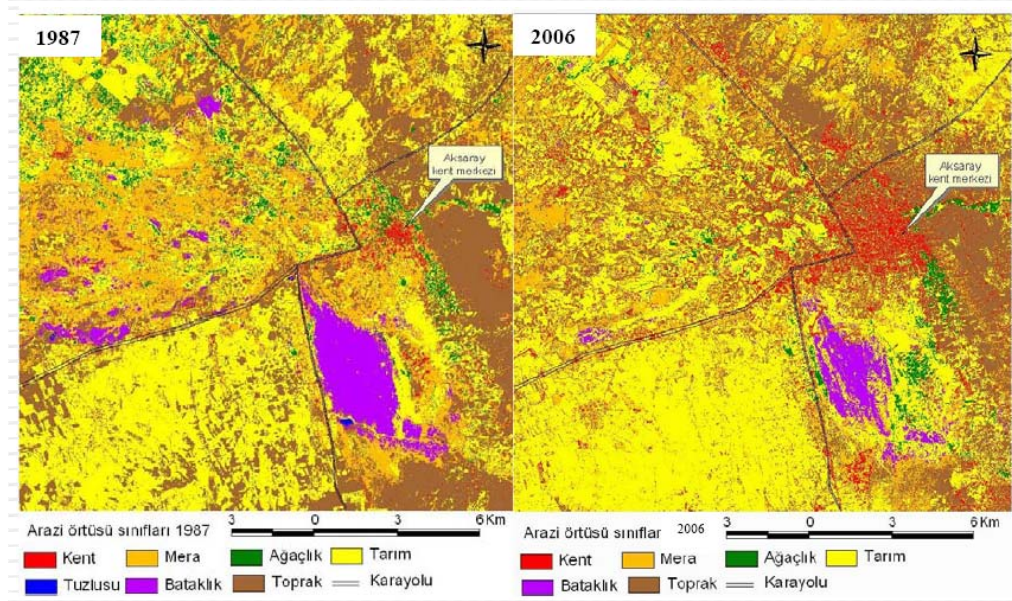 1987
Aksaray
kent merkezi
Arazi örtüsü sınıfları 1987
3 0 3 6 Km
Kent Mera Ağaçlık Tarım
Tuzlusu Bataklık Toprak Karayolu
2006
Aksaray
kent merkezi
Arazi örtüsü sınıflar 2006
3 0 3 6 Km
Kent Mera Ağaçlık Tarım
Bataklık Toprak Karayolu